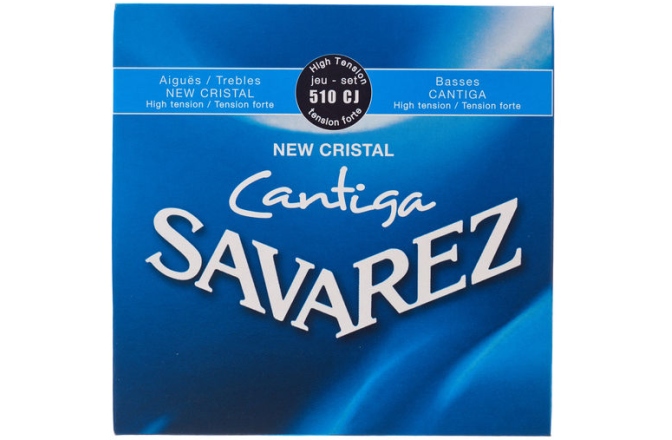 High Tension
jeu - set
510 CJ
tension forte
Aiguës / Trebles
NEW CRISTAL
High tension / Tension forte
Basses
CANTIGA
High tension / Tension forte
NEW CRISTAL
Cantiga
SAVAREZ